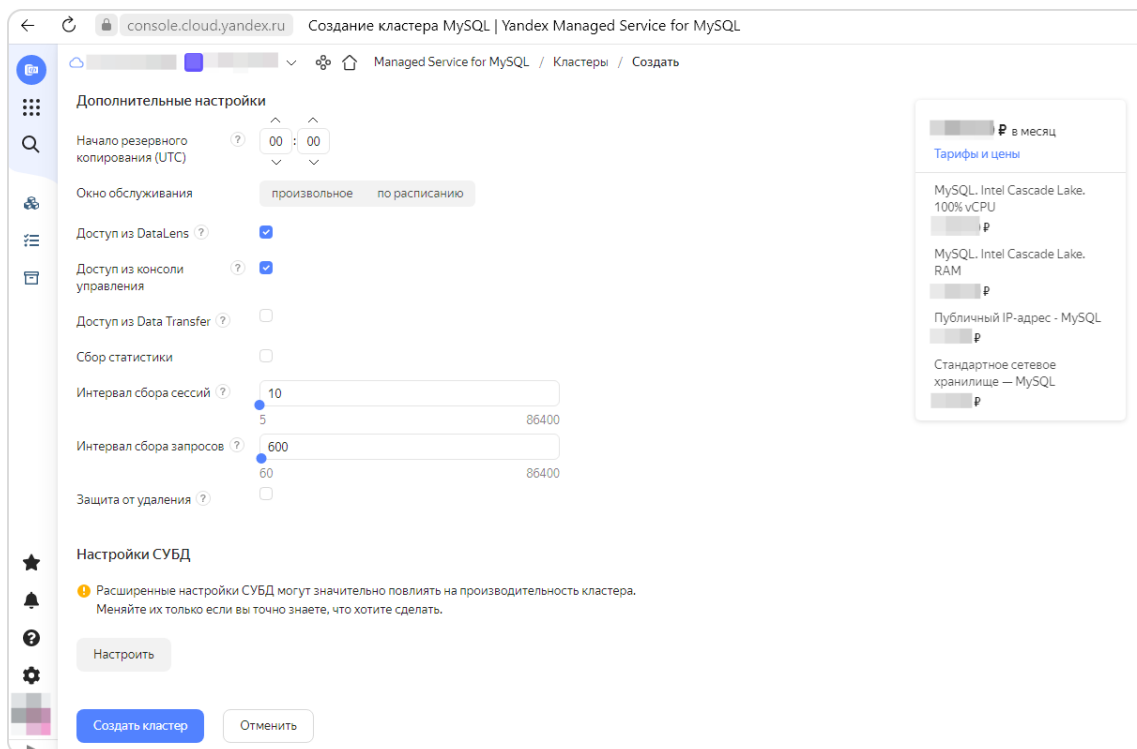 console.cloud.yandex.ru Создание кластера MySQL | Yandex Managed Service for MySQL
Managed Service for MySQL / Кластеры / Создать
Дополнительные настройки
Начало резервного
копирования (UTC)
? 00 : 00
Окно обслуживания произвольное по расписанию
Доступ из DataLens ?
Доступ из консоли
управления
?
Доступ из Data Transfer ?
Сбор статистики
Интервал сбора сессий ? 10
5 86400
Интервал сбора запросов ? 600
60 86400
Защита от удаления ?
Настройки СУБД
Расширенные настройки СУБД могут значительно повлиять на производительность кластера.
Меняйте их только если вы точно знаете, что хотите сделать.
Настроить
Создать кластер Отменить
₽ в месяц
Тарифы и цены
MySQL. Intel Cascade Lake.
100% vCPU
₽
MySQL. Intel Cascade Lake.
RAM
₽
Публичный IP-адрес - MySQL
₽
Стандартное сетевое
хранилище — MySQL
₽